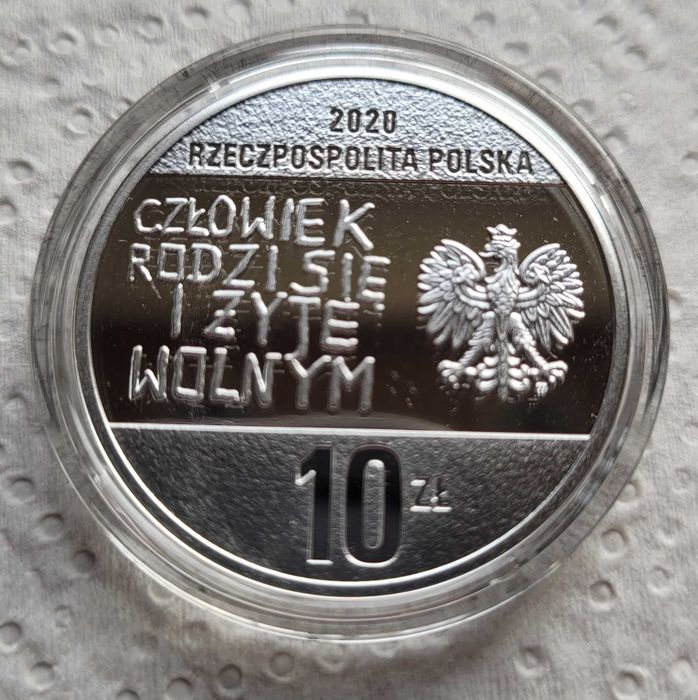 2020
RZECZPOSPOLITA POLSKA
CZŁOWIEK
RODZI SIĘ
I ŻYJE
WOLNYM
10 ZŁ